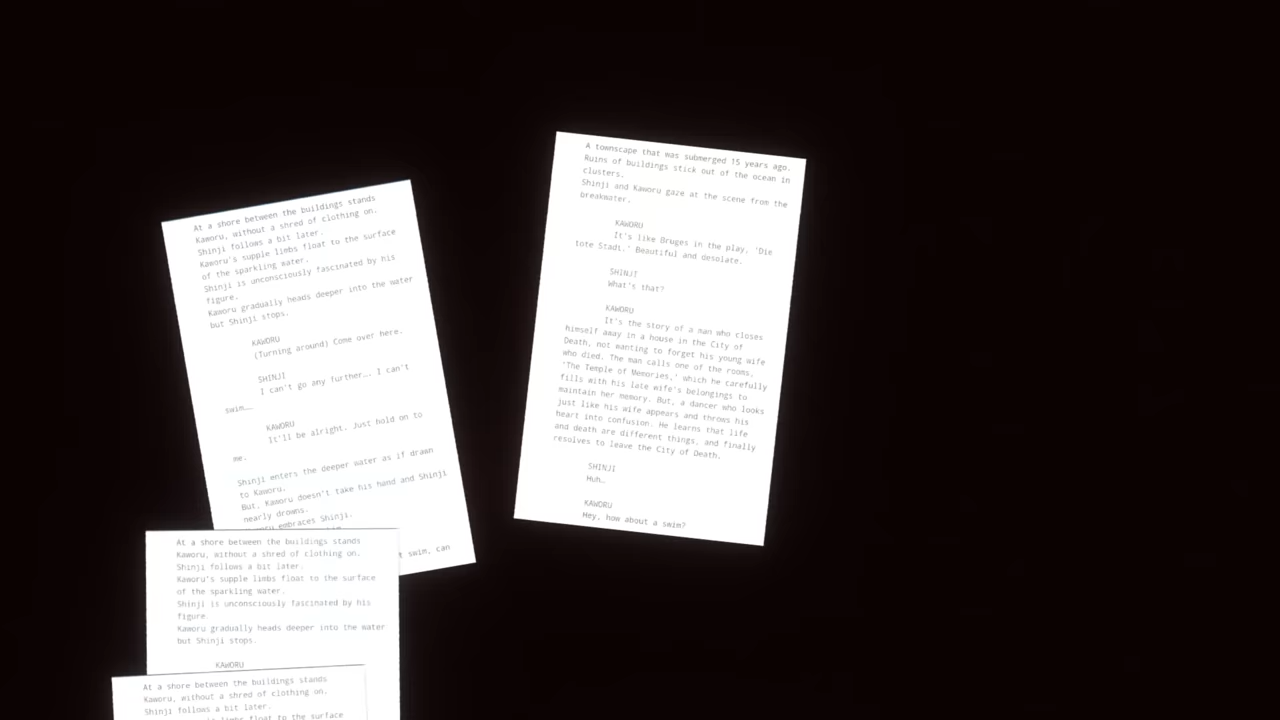 At a shore between the buildings stands
Kaworu, without a shred of clothing on.
Shinji follows a bit later.
Kaworu's supple limbs float to the surface
of the sparkling water.
Shinji is unconsciously fascinated by his
figure.
Kaworu gradually heads deeper into the water
but Shinji stops.
KAWORU
(Turning around) Come over here.
SHINJI
I can't go any further…… I can't
swim……
KAWORU
It'll be alright. Just hold on to
me.
Shinji enters the deeper water as if drawn
to Kaworu.
But, Kaworu doesn't take his hand and Shinji
nearly drowns.
embraces Shinji.
swim, can
At a shore between the buildings stands
Kaworu, without a shred of clothing on.
Shinji follows a bit later.
Kaworu's supple limbs float to the surface
of the sparkling water.
Shinji is unconsciously fascinated by his
figure.
Kaworu gradually heads deeper into the water
but Shinji stops.
KAWORU
At a shore between the buildings stands
Kaworu, without a shred of clothing on.
Shinji follows a bit later.
limbs float to the surface
A townscape that was submerged 15 years ago.
Ruins of buildings stick out of the ocean in
clusters.
Shinji and Kaworu gaze at the scene from the
breakwater.
KAWORU
It's like Bruges in the play, 'Die
tote Stadt.' Beautiful and desolate.
SHINJI
What's that?
KAWORU
It's the story of a man who closes
himself away in a house in the City of
Death, not wanting to forget his young wife
who died. The man calls one of the rooms,
'The Temple of Memories,' which he carefully
fills with his late wife's belongings to
maintain her memory. But, a dancer who looks
just like his wife appears and throws his
heart into confusion. He learns that life
and death are different things, and finally
resolves to leave the City of Death.
SHINJI
Huh…
KAWORU
Hey, how about a swim?